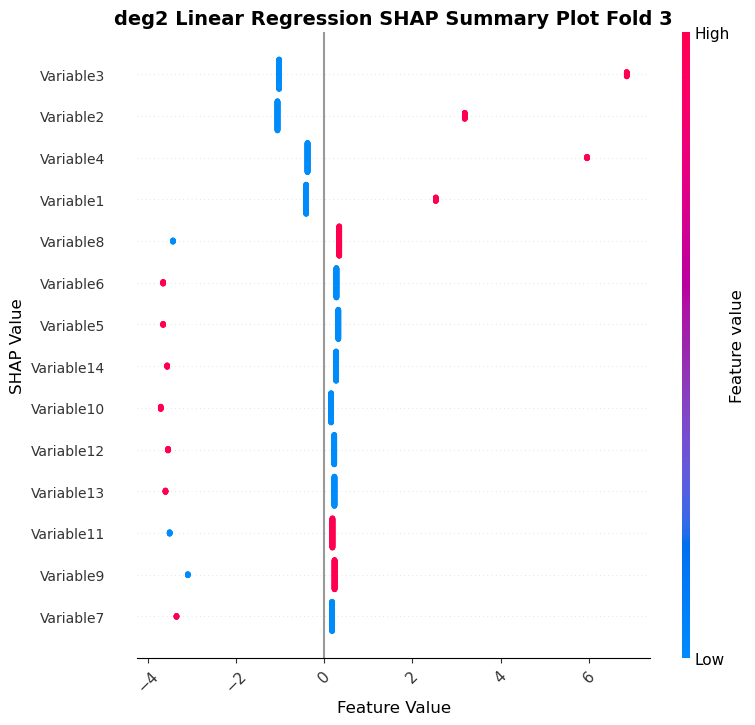 deg2 Linear Regression SHAP Summary Plot Fold 3
High
Variable3
Variable2
Variable4
Variable1
Variable8
Variable6
Variable5
Variable14
Variable10
Variable12
Variable13
Variable11
Variable9
Variable7
SHAP Value
Feature value
Low
−4
−2
0
2
4
6
Feature Value